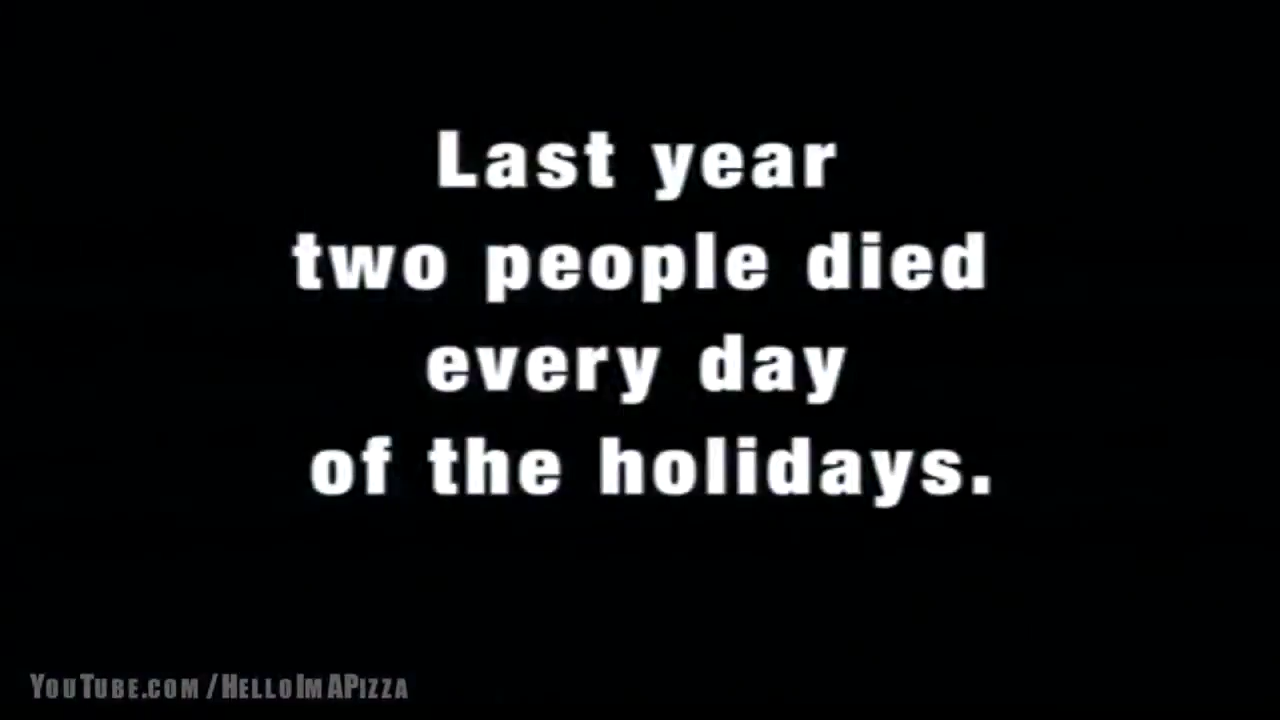 Last year
two people died
every day
of the holidays.
YouTube.com/HelloImAPizza